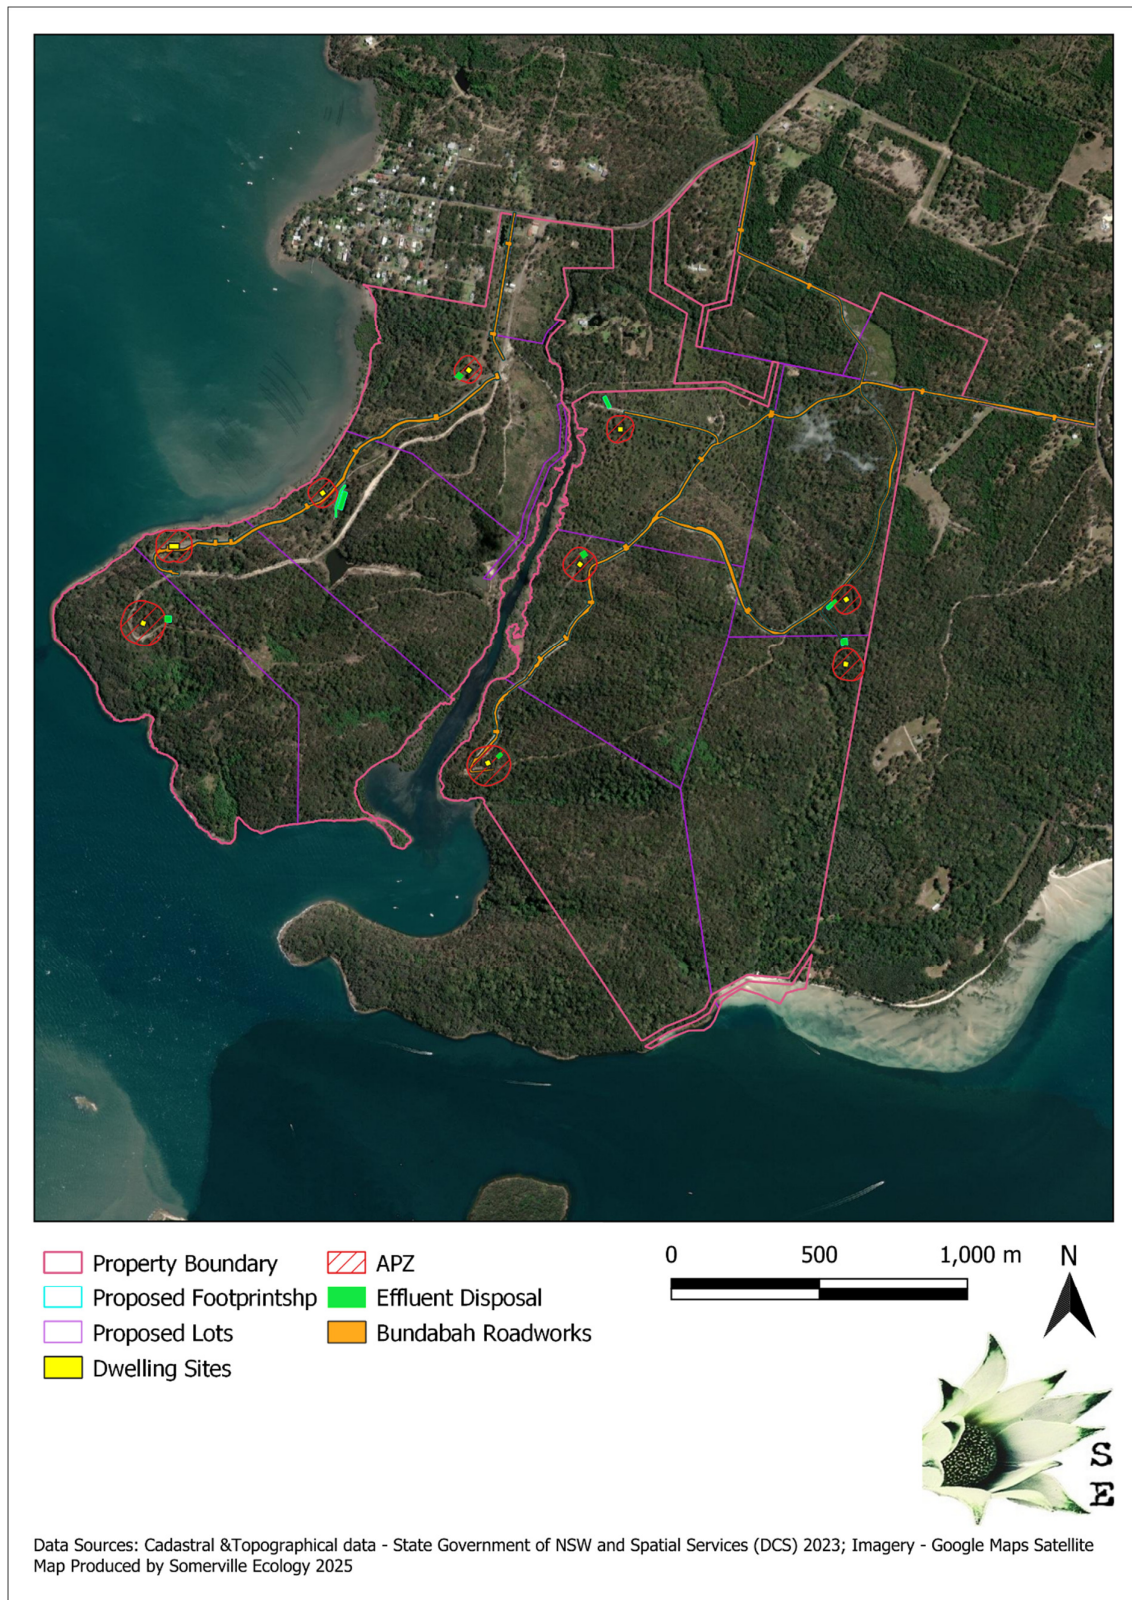 Property Boundary
Proposed Footprintshp
Proposed Lots
Dwelling Sites
APZ
Effluent Disposal
Bundabah Roadworks
0 500 1,000 m
N
S
E
Data Sources: Cadastral &Topographical data - State Government of NSW and Spatial Services (DCS) 2023; Imagery - Google Maps Satellite
Map Produced by Somerville Ecology 2025